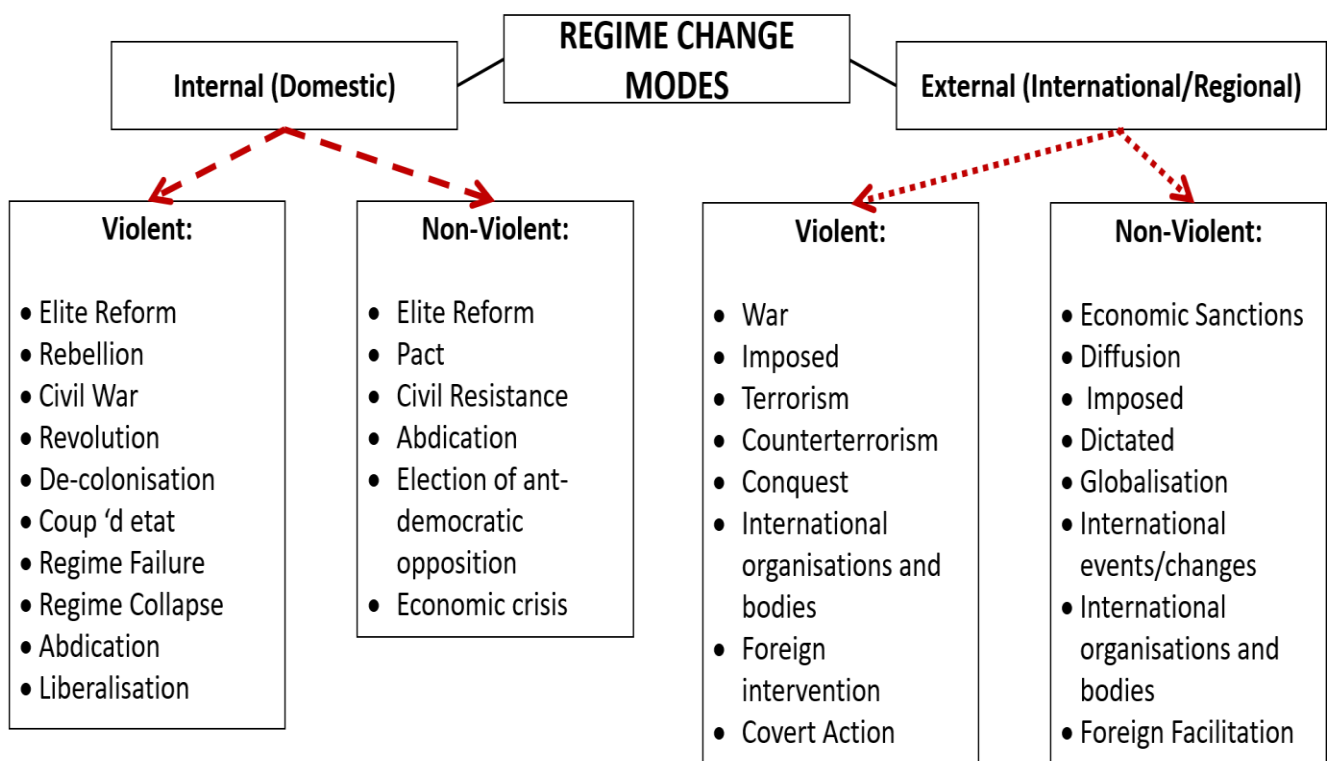 REGIME CHANGE
MODES
Internal (Domestic)
External (International/Regional)
Violent:
• Elite Reform
• Rebellion
• Civil War
• Revolution
• De-colonisation
• Coup ‘d etat
• Regime Failure
• Regime Collapse
• Abdication
• Liberalisation
Non-Violent:
• Elite Reform
• Pact
• Civil Resistance
• Abdication
• Election of ant-
democratic
opposition
• Economic crisis
Violent:
• War
• Imposed
• Terrorism
• Counterterrorism
• Conquest
• International
organisations and
bodies
• Foreign
intervention
• Covert Action
Non-Violent:
• Economic Sanctions
• Diffusion
• Imposed
• Dictated
• Globalisation
• International
events/changes
• International
organisations and
bodies
• Foreign Facilitation